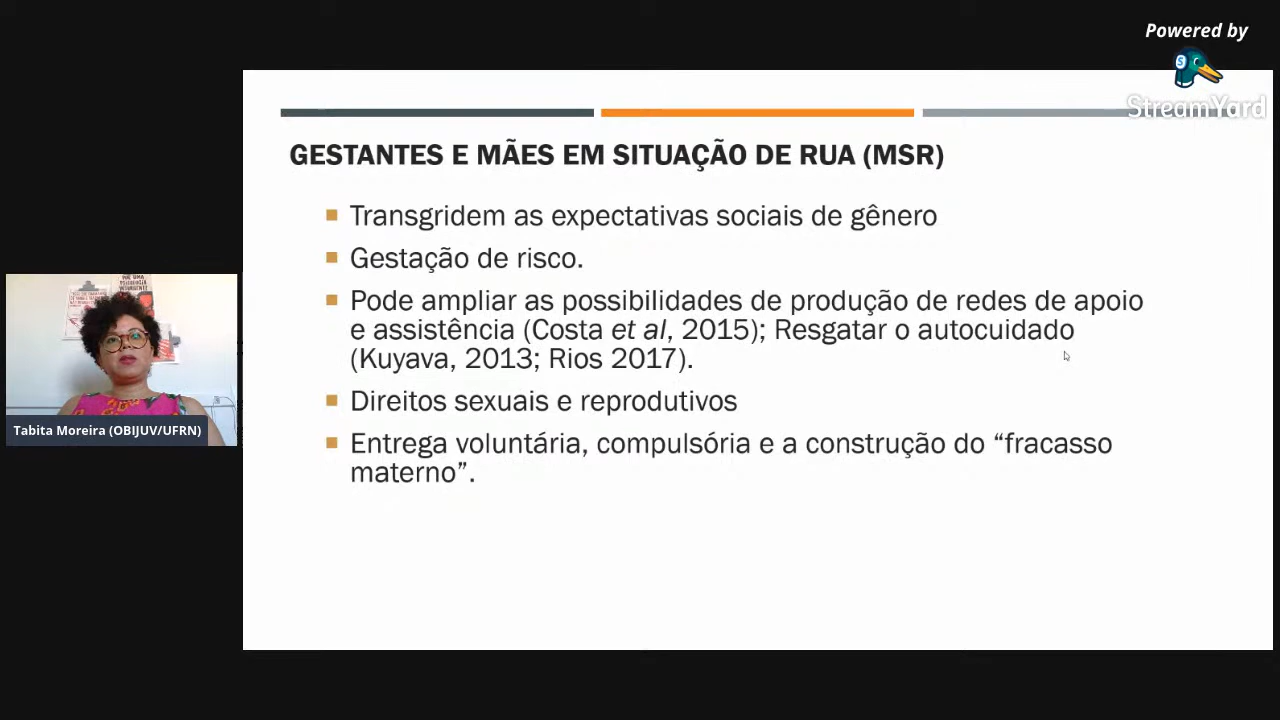 Powered by
StreamYard
GESTANTES E MÃES EM SITUAÇÃO DE RUA (MSR)
Transgridem as expectativas sociais de gênero
Gestação de risco.
Pode ampliar as possibilidades de produção de redes de apoio
e assistência (Costa et al, 2015); Resgatar o autocuidado
(Kuyava, 2013; Rios 2017).
Direitos sexuais e reprodutivos
Entrega voluntária, compulsória e a construção do “fracasso
materno”.
Tabita Moreira (OBIJUV/UFRN)